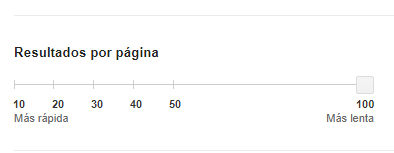 Resultados por página
10 20 30 40 50 100
Más rápida Más lenta